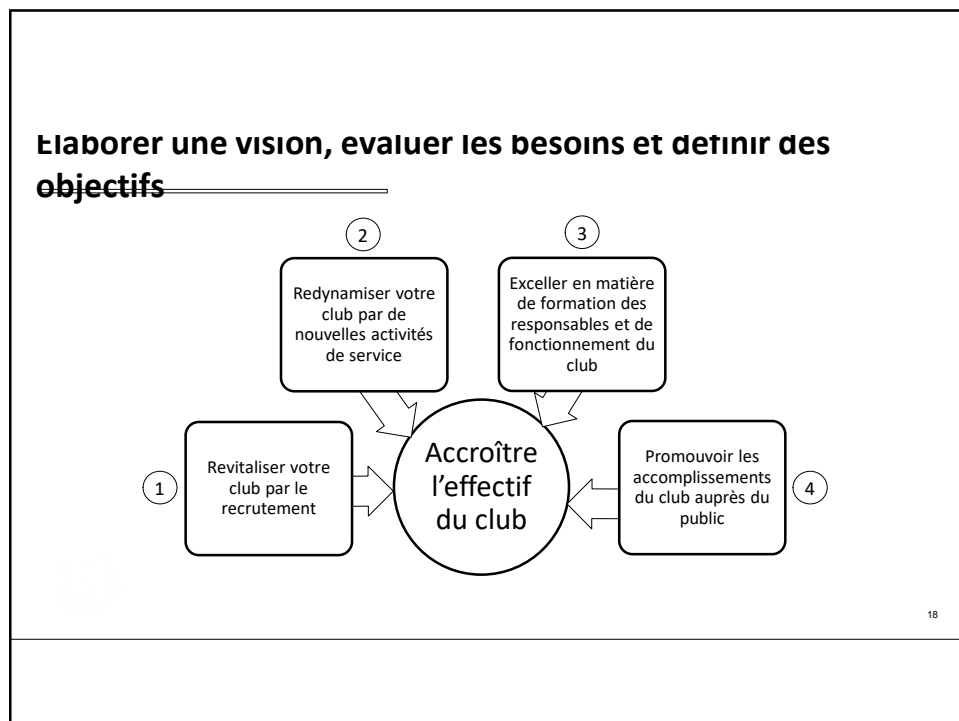 Élaborer une vision, évaluer les besoins et définir des
objectifs
2
3
Redynamiser votre
club par de
nouvelles activités
de service
Exceller en matière
de formation des
responsables et de
fonctionnement du
club
1
Revitaliser votre
club par le
recrutement
Accroître
l’effectif
du club
Promouvoir les
accomplissements
du club auprès du
public
4
18